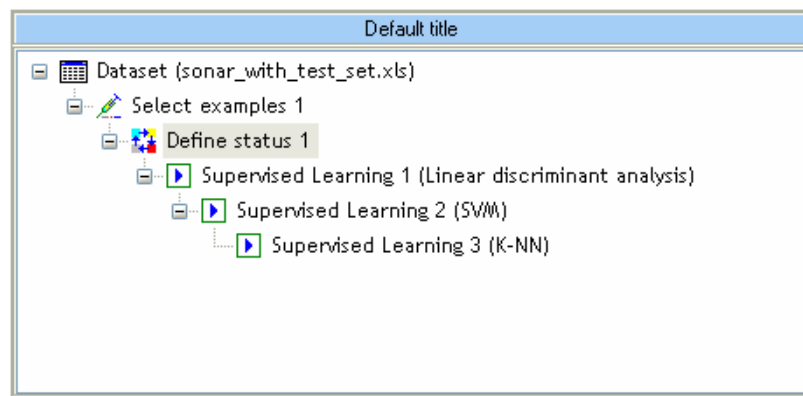 Default title
Dataset (sonar_with_test_set.xls)
Select examples 1
Define status 1
Supervised Learning 1 (Linear discriminant analysis)
Supervised Learning 2 (SVM)
Supervised Learning 3 (K-NN)